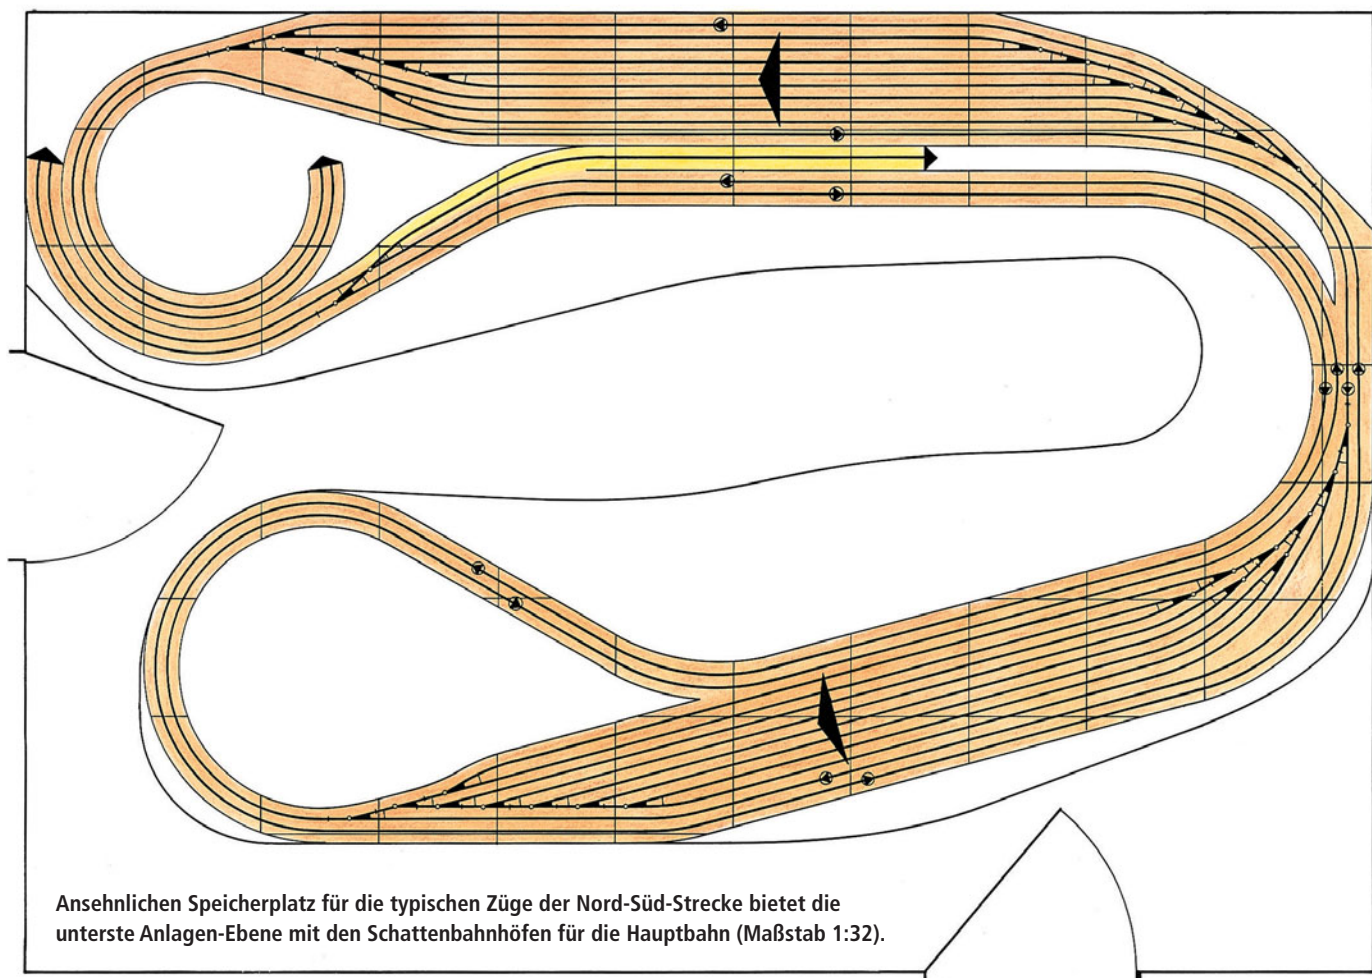 Ansehnlichen Speicherplatz für die typischen Züge der Nord-Süd-Strecke bietet die
unterste Anlagen-Ebene mit den Schattenbahnhöfen für die Hauptbahn (Maßstab 1:32).